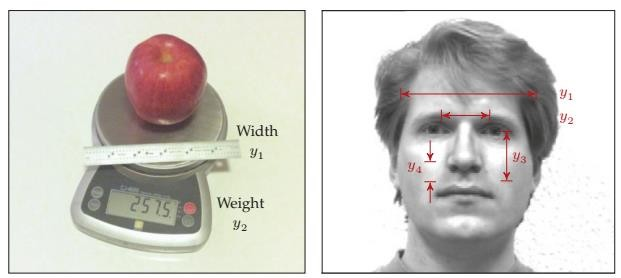 Width
y₁
Weight
y₂
257.5
y₁
y₂
y₃
y₄